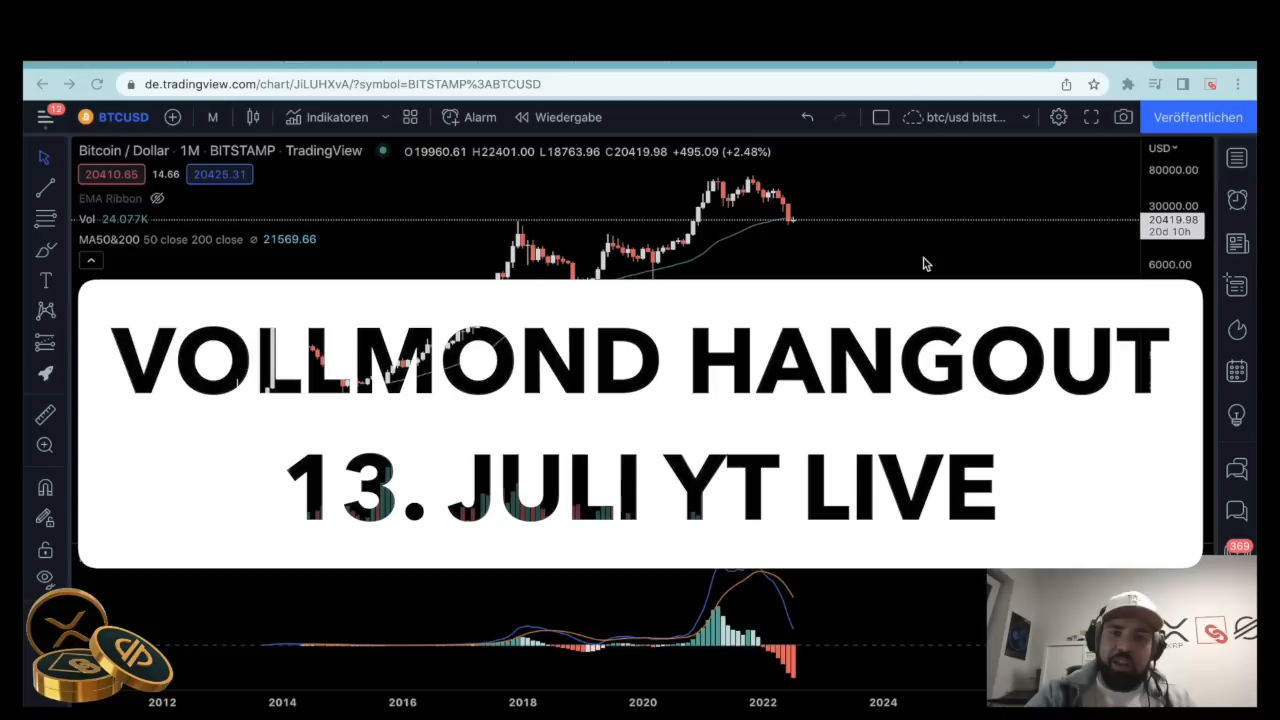 de.tradingview.com/chart/JiLUHXvA/?symbol=BITSTAMP%3ABTCUSD
12
BTCUSD M Indikatoren Alarm Wiedergabe btc/usd bitst... Veröffentlichen
Bitcoin / Dollar · 1M · BITSTAMP · TradingView O19960.61 H22401.00 L18763.96 C20419.98 +495.09 (+2.48%) USD
20410.65 14.66 20425.31 80000.00
EMA Ribbon
30000.00
Vol 24.077K 20419.98
20d 10h
MA50&200 50 close 200 close ⌀ 21569.66
6000.00
VOLLMOND HANGOUT
13. JULI YT LIVE
369
XRP
2012 2014 2016 2018 2020 2022 2024